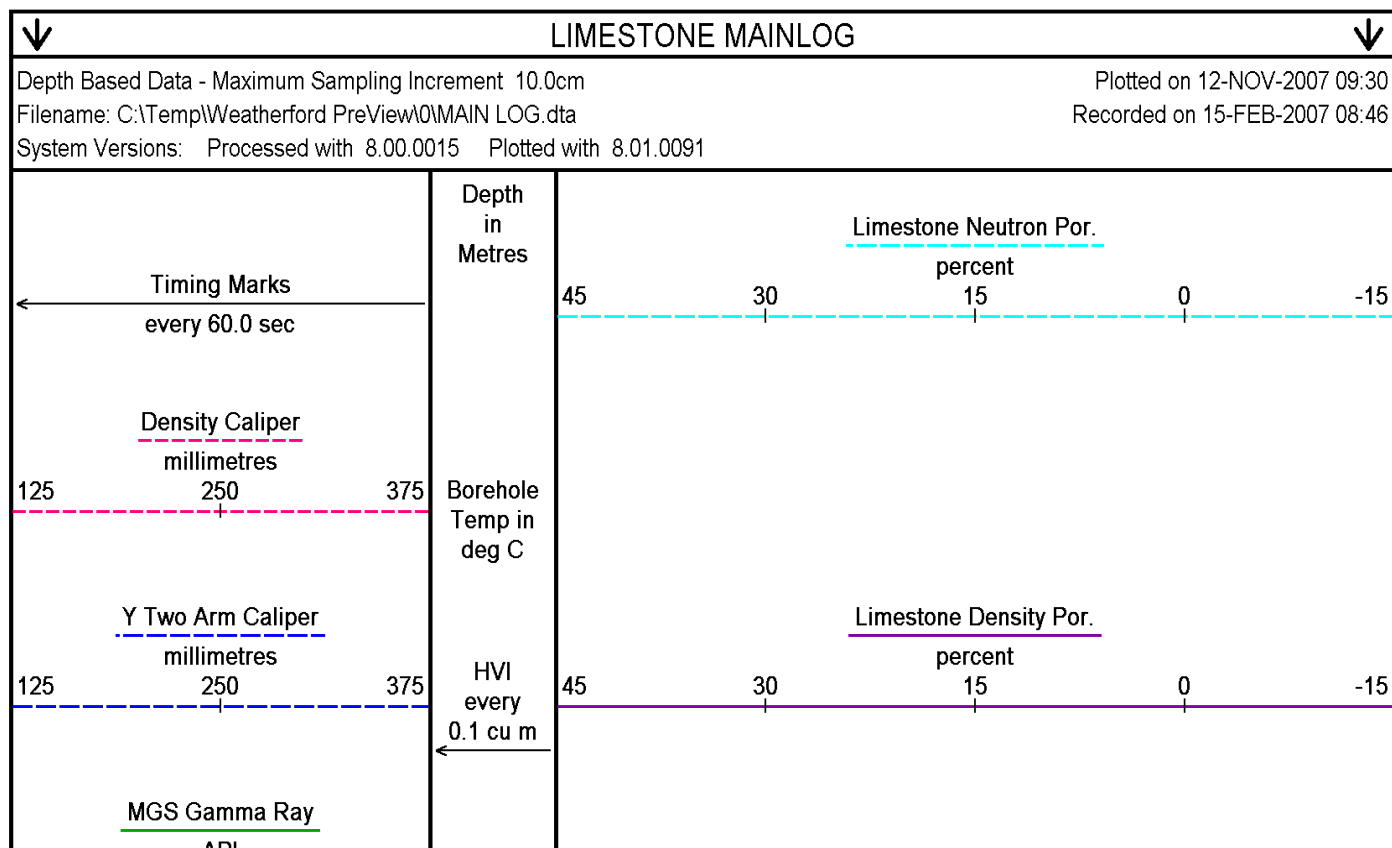 LIMESTONE MAINLOG
Depth Based Data - Maximum Sampling Increment 10.0cm
Plotted on 12-NOV-2007 09:30
Filename: C:\Temp\Weatherford PreView\0\MAIN LOG.dta
Recorded on 15-FEB-2007 08:46
System Versions: Processed with 8.00.0015 Plotted with 8.01.0091
Timing Marks
every 60.0 sec
Density Caliper
millimetres
125 250 375
Y Two Arm Caliper
millimetres
125 250 375
MGS Gamma Ray
API
Depth
in
Metres
Borehole
Temp in
deg C
HVI
every
0.1 cu m
Limestone Neutron Por.
percent
45 30 15 0 -15
Limestone Density Por.
percent
45 30 15 0 -15